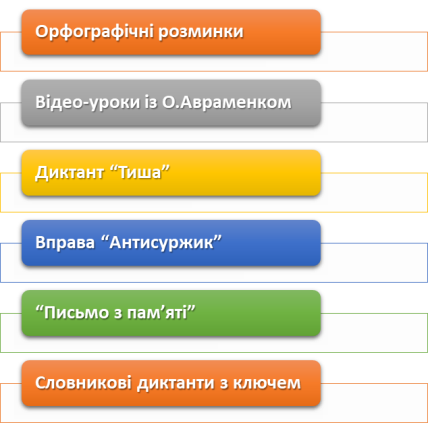 Орфографічні розминки
Відео-уроки із О.Авраменком
Диктант “Тиша”
Вправа “Антисуржик”
“Письмо з пам’яті”
Словникові диктанти з ключем